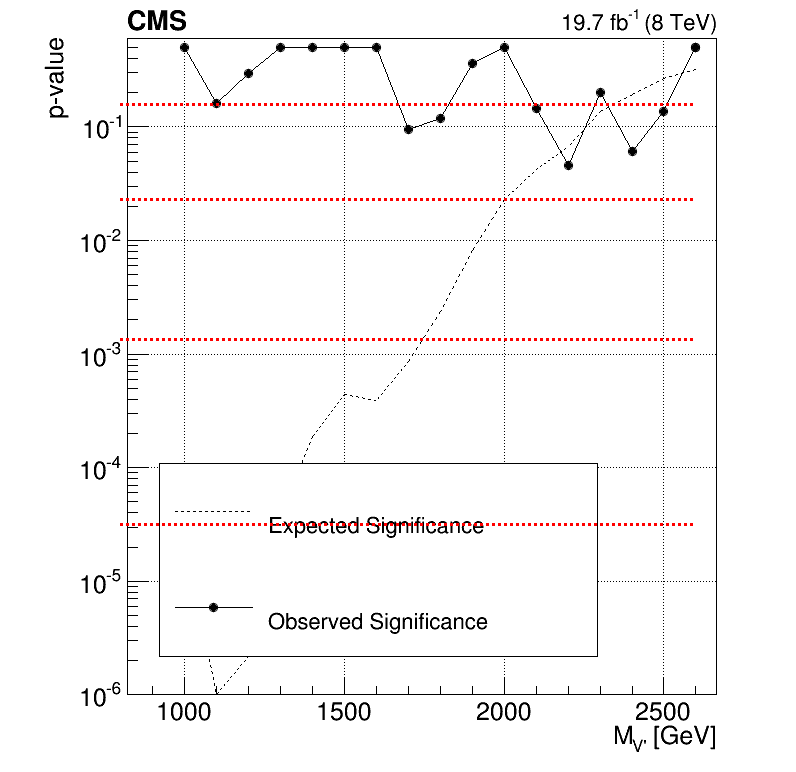 CMS 19.7 fb⁻¹ (8 TeV)
p-value
10⁻¹
10⁻²
10⁻³
10⁻⁴
Expected Significance
10⁻⁵
Observed Significance
10⁻⁶
1000 1500 2000 2500
M_V' [GeV]